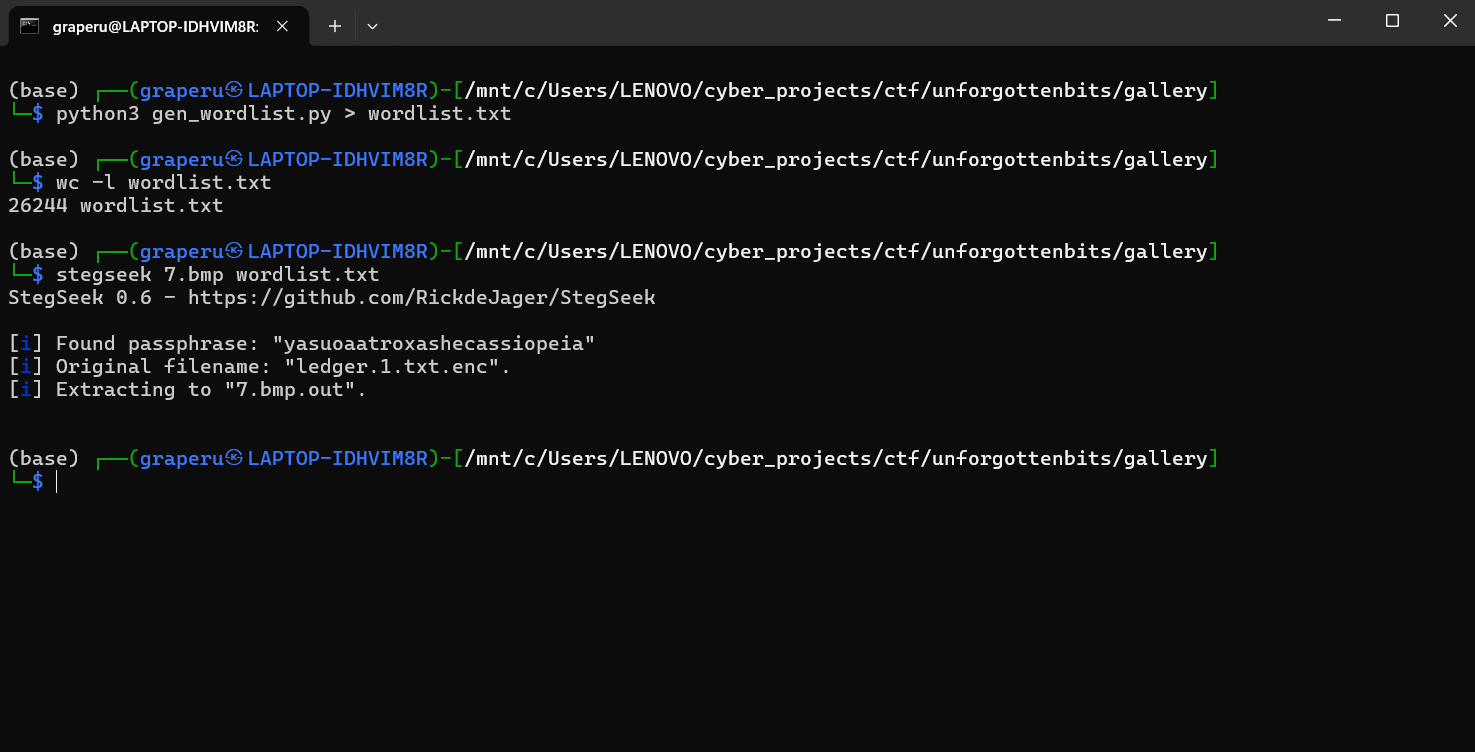 graperu@LAPTOP-IDHVIM8R:
(base) ┌──(graperu㉿LAPTOP-IDHVIM8R)-[/mnt/c/Users/LENOVO/cyber_projects/ctf/unforgottenbits/gallery]
└─$ python3 gen_wordlist.py > wordlist.txt
(base) ┌──(graperu㉿LAPTOP-IDHVIM8R)-[/mnt/c/Users/LENOVO/cyber_projects/ctf/unforgottenbits/gallery]
└─$ wc -l wordlist.txt
26244 wordlist.txt
(base) ┌──(graperu㉿LAPTOP-IDHVIM8R)-[/mnt/c/Users/LENOVO/cyber_projects/ctf/unforgottenbits/gallery]
└─$ stegseek 7.bmp wordlist.txt
StegSeek 0.6 - https://github.com/RickdeJager/StegSeek
[i] Found passphrase: "yasuoaatroxashecassiopeia"
[i] Original filename: "ledger.1.txt.enc".
[i] Extracting to "7.bmp.out".
(base) ┌──(graperu㉿LAPTOP-IDHVIM8R)-[/mnt/c/Users/LENOVO/cyber_projects/ctf/unforgottenbits/gallery]
└─$